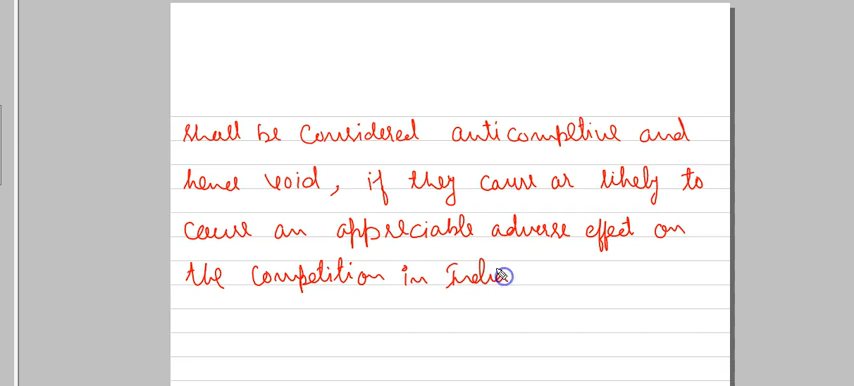 shall be considered anticompetive and
hence void, if they cause or likely to
cause an appreciable adverse effect on
the competition in India